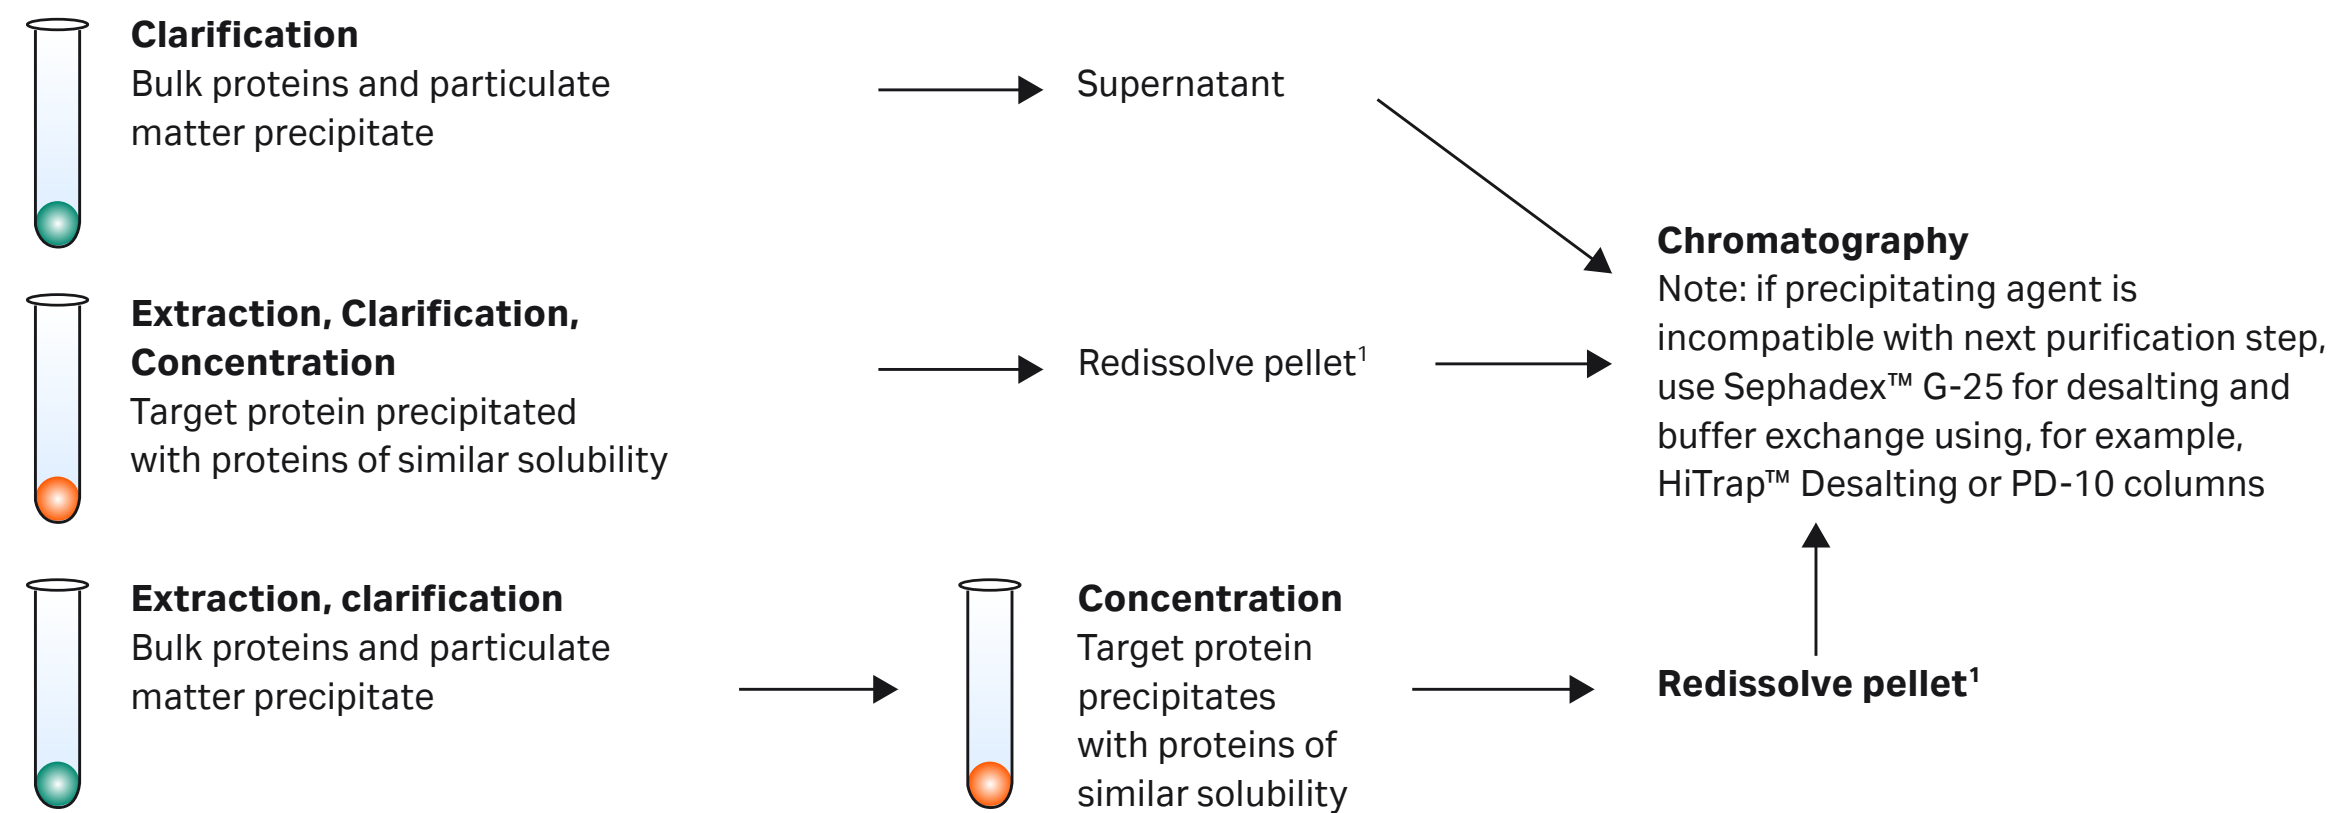 Clarification
Bulk proteins and particulate
matter precipitate
Supernatant
Extraction, Clarification,
Concentration
Target protein precipitated
with proteins of similar solubility
Redissolve pellet¹
Chromatography
Note: if precipitating agent is
incompatible with next purification step,
use Sephadex™ G-25 for desalting and
buffer exchange using, for example,
HiTrap™ Desalting or PD-10 columns
Extraction, clarification
Bulk proteins and particulate
matter precipitate
Concentration
Target protein
precipitates
with proteins of
similar solubility
Redissolve pellet¹